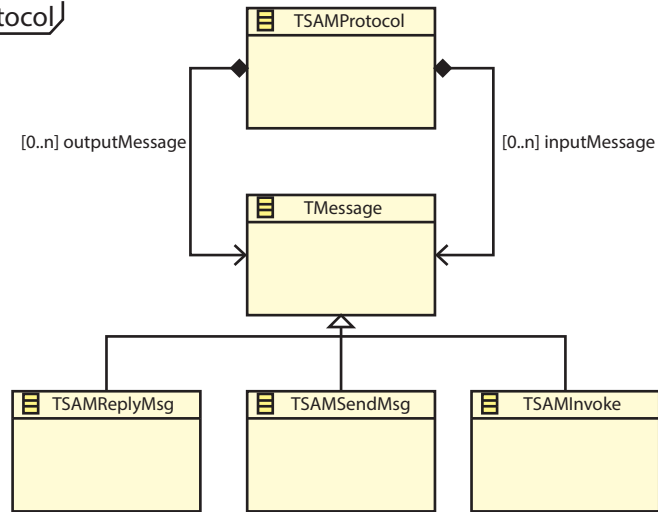 tocol
TSAMProtocol
[0..n] outputMessage
[0..n] inputMessage
TMessage
TSAMReplyMsg
TSAMSendMsg
TSAMInvoke